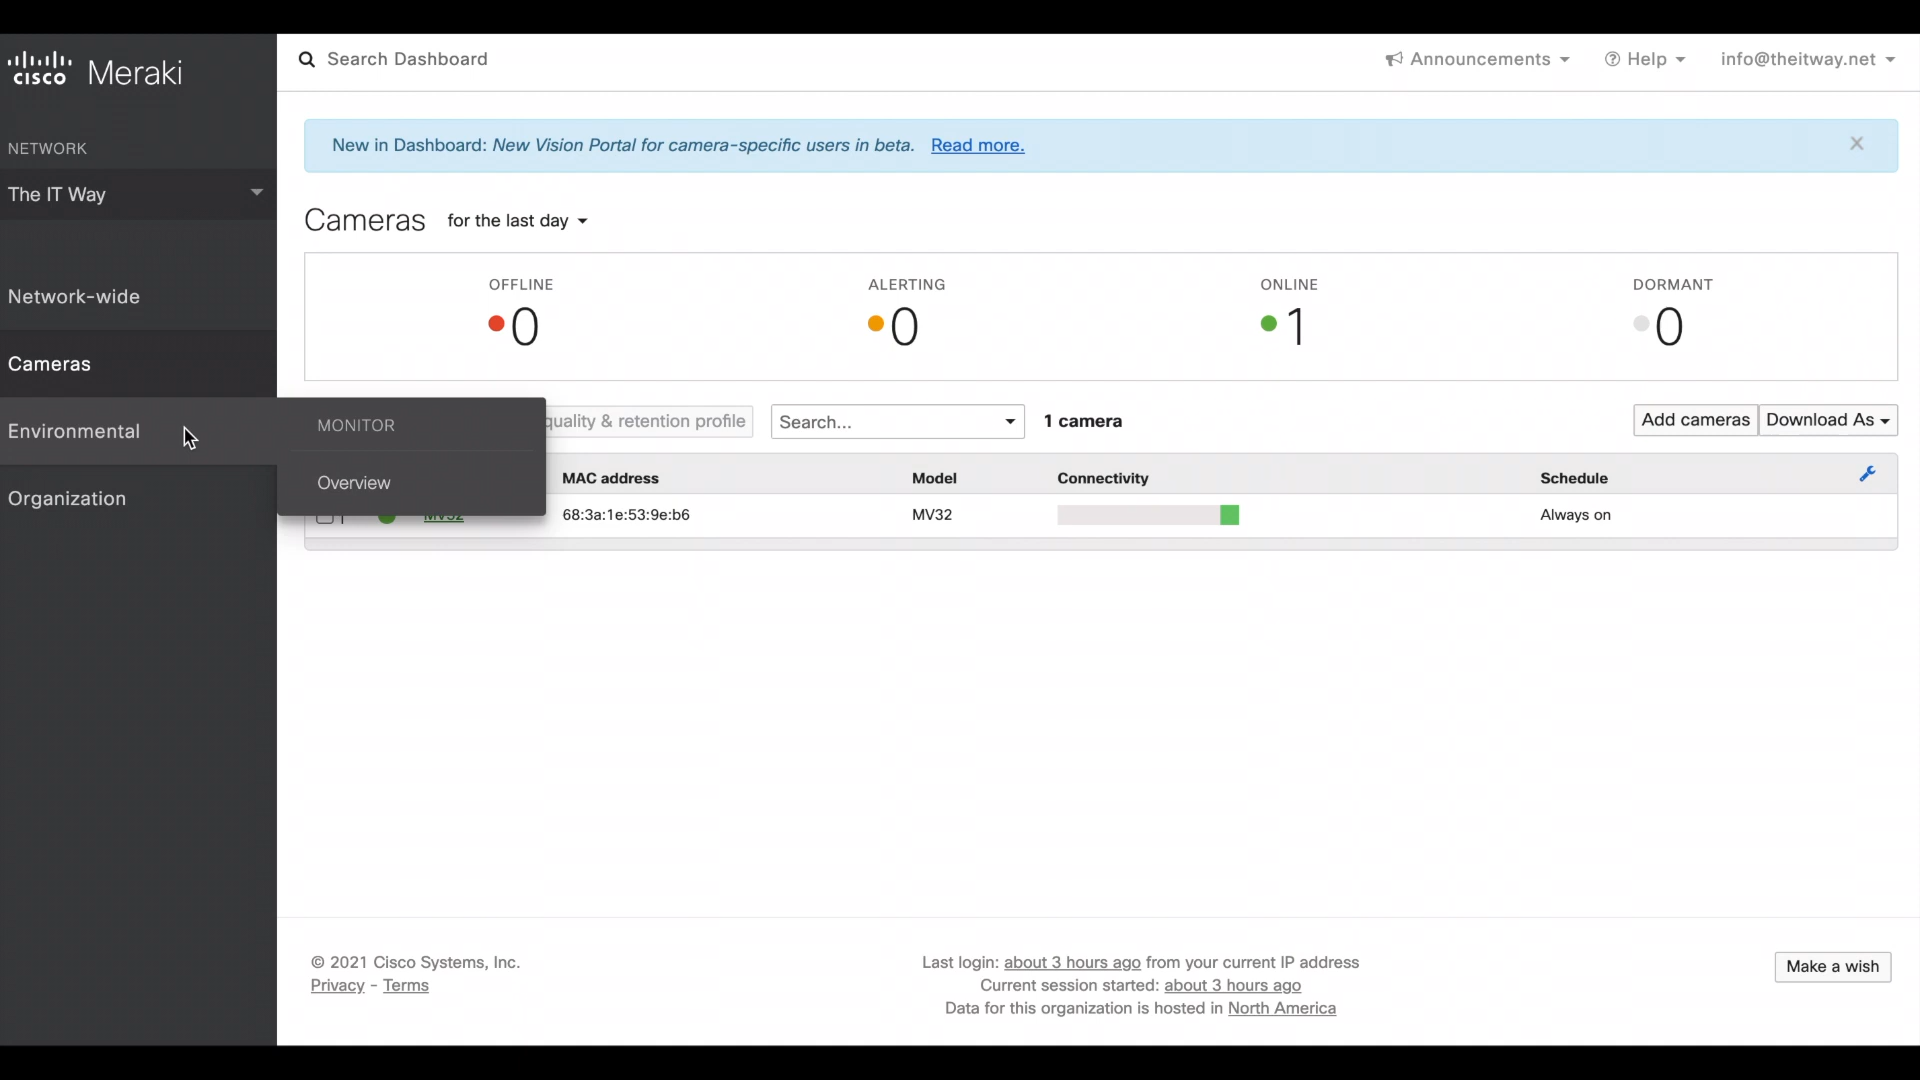 cisco Meraki
Search Dashboard
Announcements
Help
info@theitway.net
NETWORK
The IT Way
Network-wide
Cameras
Environmental
Organization
New in Dashboard: New Vision Portal for camera-specific users in beta. Read more.
Cameras for the last day
OFFLINE
0
ALERTING
0
ONLINE
1
DORMANT
0
MONITOR
Overview
quality & retention profile
Search...
1 camera
Add cameras
Download As
MAC address
Model
Connectivity
Schedule
1
MV32
68:3a:1e:53:9e:b6
MV32
Always on
© 2021 Cisco Systems, Inc.
Privacy - Terms
Last login: about 3 hours ago from your current IP address
Current session started: about 3 hours ago
Data for this organization is hosted in North America
Make a wish